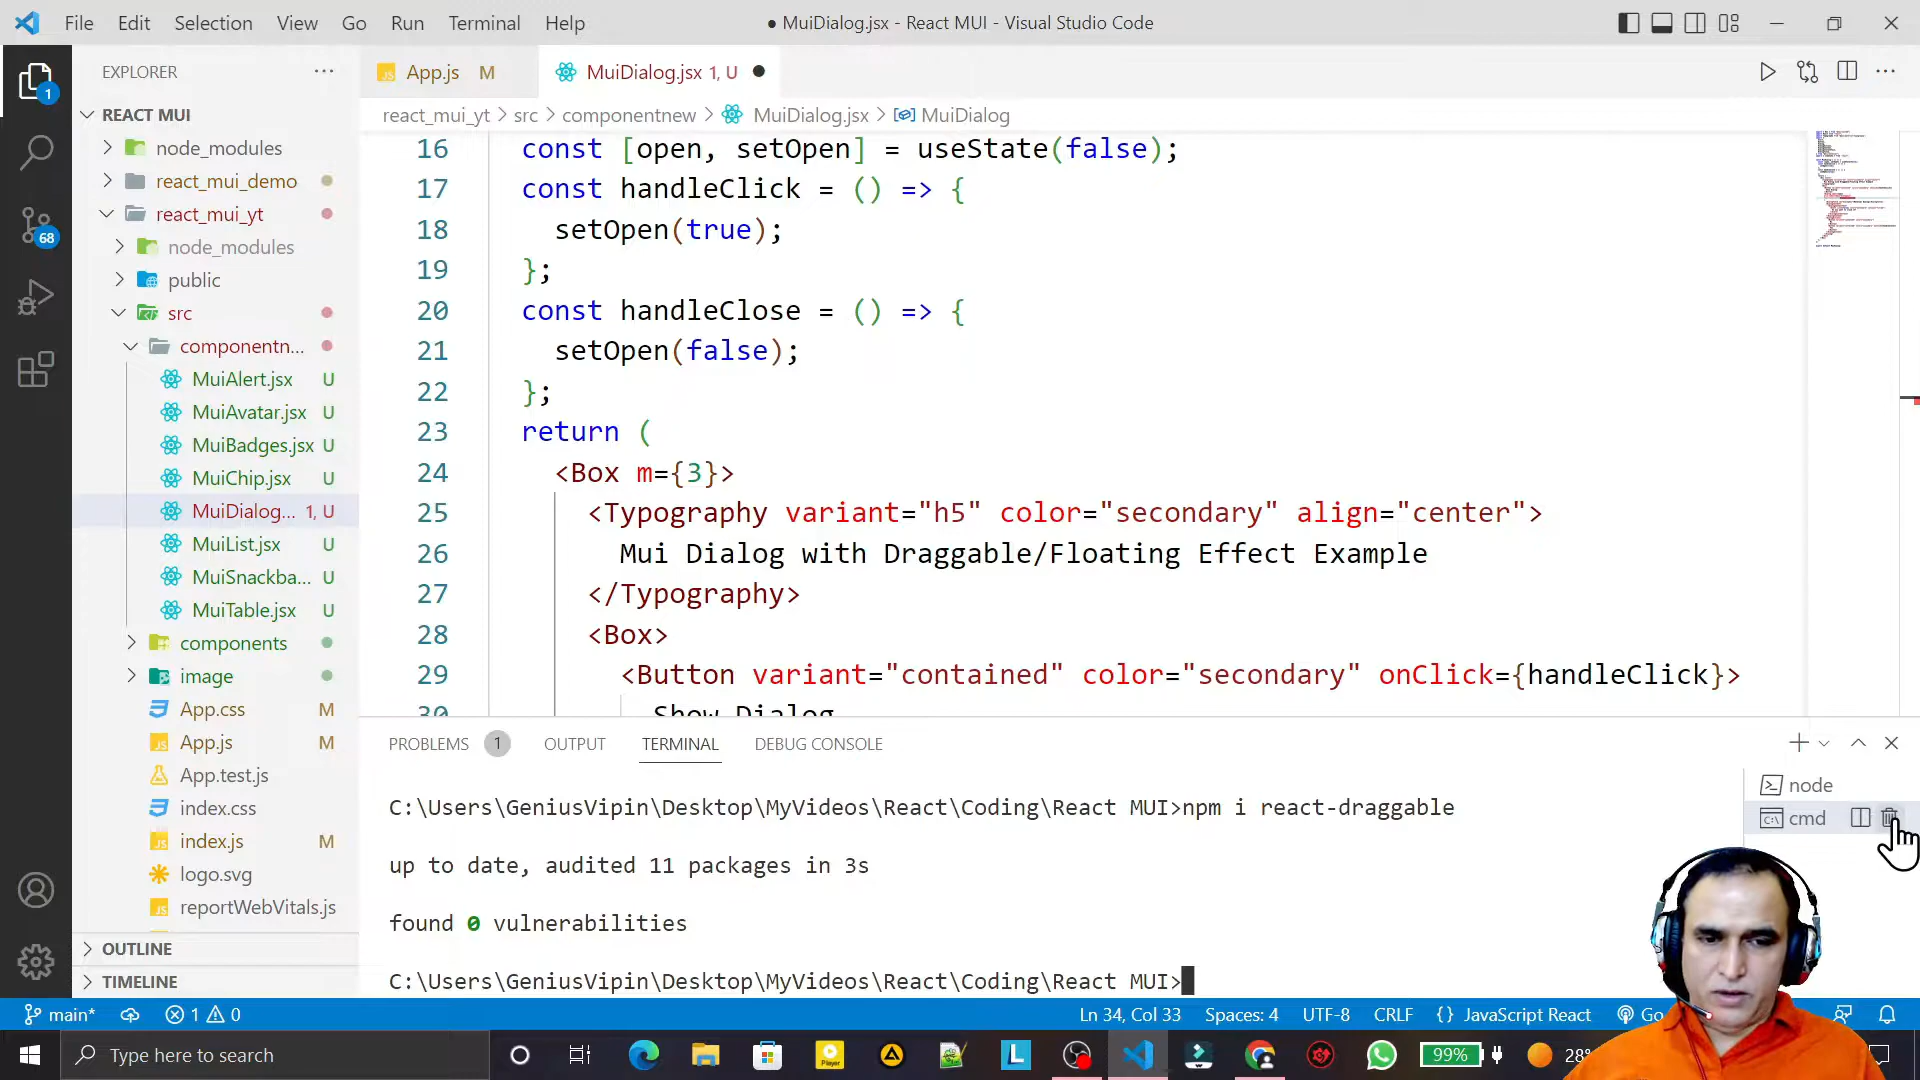 File Edit Selection View Go Run Terminal Help
● MuiDialog.jsx - React MUI - Visual Studio Code
EXPLORER
App.js M
MuiDialog.jsx 1, U
REACT MUI
react_mui_yt > src > componentnew > MuiDialog.jsx > MuiDialog
node_modules
react_mui_demo
react_mui_yt
node_modules
public
src
componentn...
MuiAlert.jsx U
MuiAvatar.jsx U
MuiBadges.jsx U
MuiChip.jsx U
MuiDialog... 1, U
MuiList.jsx U
MuiSnackba... U
MuiTable.jsx U
components
image
App.css M
App.js M
App.test.js
index.css
index.js M
logo.svg
reportWebVitals.js
OUTLINE
TIMELINE
1
68
16 const [open, setOpen] = useState(false);
17 const handleClick = () => {
18 setOpen(true);
19 };
20 const handleClose = () => {
21 setOpen(false);
22 };
23 return (
24 <Box m={3}>
25 <Typography variant="h5" color="secondary" align="center">
26 Mui Dialog with Draggable/Floating Effect Example
27 </Typography>
28 <Box>
29 <Button variant="contained" color="secondary" onClick={handleClick}>
30 Show Dialog
PROBLEMS 1 OUTPUT TERMINAL DEBUG CONSOLE
node
cmd
C:\Users\GeniusVipin\Desktop\MyVideos\React\Coding\React MUI>npm i react-draggable
up to date, audited 11 packages in 3s
found 0 vulnerabilities
C:\Users\GeniusVipin\Desktop\MyVideos\React\Coding\React MUI>
main* 1 0 Ln 34, Col 33 Spaces: 4 UTF-8 CRLF {} JavaScript React Go
Type here to search
Player
L
99%
28°